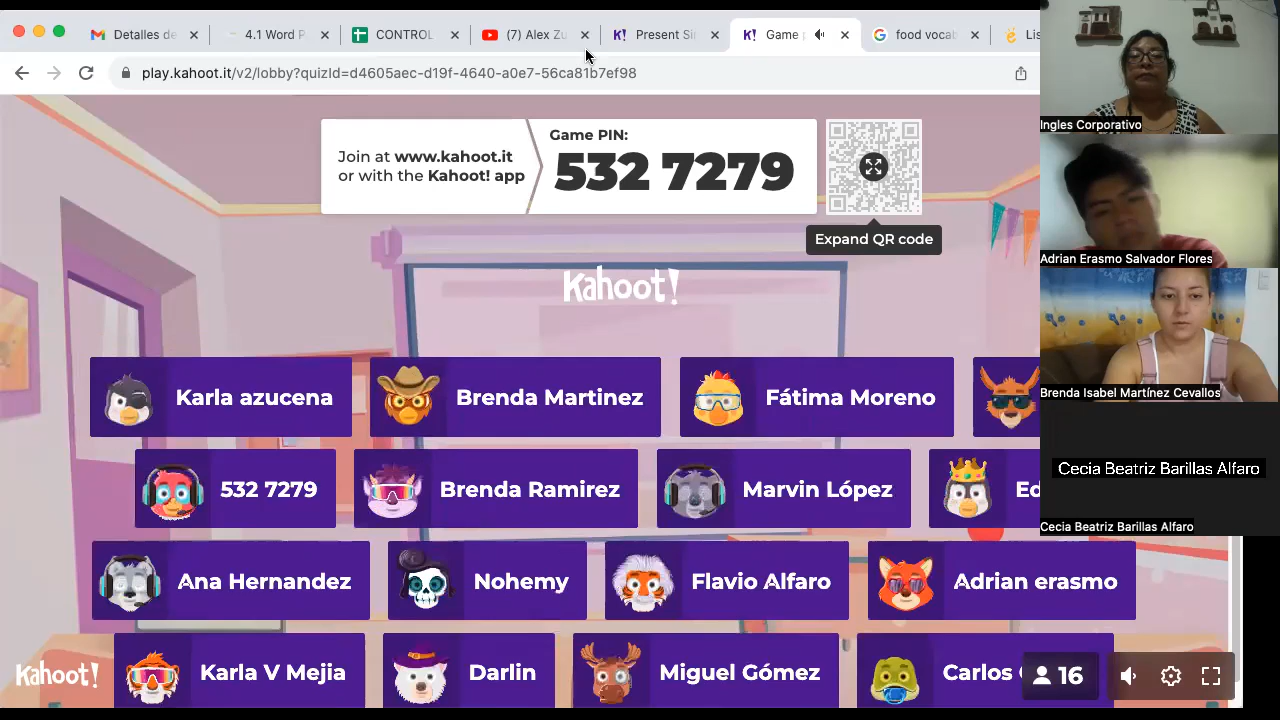 Detalles de
4.1 Word P
CONTROL
(7) Alex Zu
K! Present Si
K! Game
food vocab
Lis
play.kahoot.it/v2/lobby?quizId=d4605aec-d19f-4640-a0e7-56ca81b7ef98
Join at www.kahoot.it
or with the Kahoot! app
Game PIN:
532 7279
Expand QR code
Kahoot!
Karla azucena
Brenda Martinez
Fátima Moreno
532 7279
Brenda Ramirez
Marvin López
Ed
Ana Hernandez
Nohemy
Flavio Alfaro
Adrian erasmo
Karla V Mejia
Darlin
Miguel Gómez
Carlos
Kahoot!
16
Ingles Corporativo
Adrian Erasmo Salvador Flores
Brenda Isabel Martínez Cevallos
Cecia Beatriz Barillas Alfaro
Cecia Beatriz Barillas Alfaro